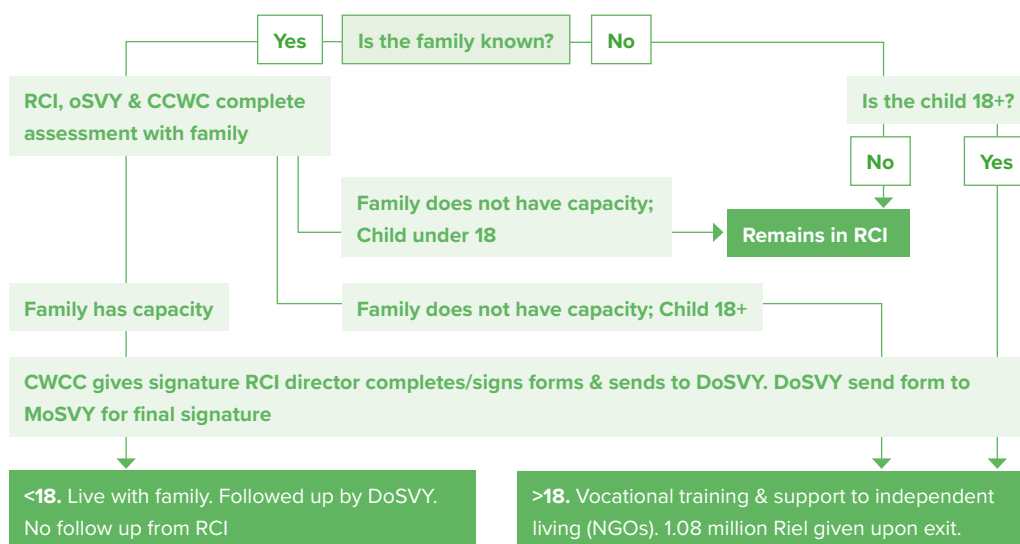 Yes
Is the family known?
No
RCI, oSVY & CCWC complete
assessment with family
Is the child 18+?
No
Yes
Family does not have capacity;
Child under 18
Remains in RCI
Family has capacity
Family does not have capacity; Child 18+
CWCC gives signature RCI director completes/signs forms & sends to DoSVY. DoSVY send form to
MoSVY for final signature
<18. Live with family. Followed up by DoSVY.
No follow up from RCI
>18. Vocational training & support to independent
living (NGOs). 1.08 million Riel given upon exit.